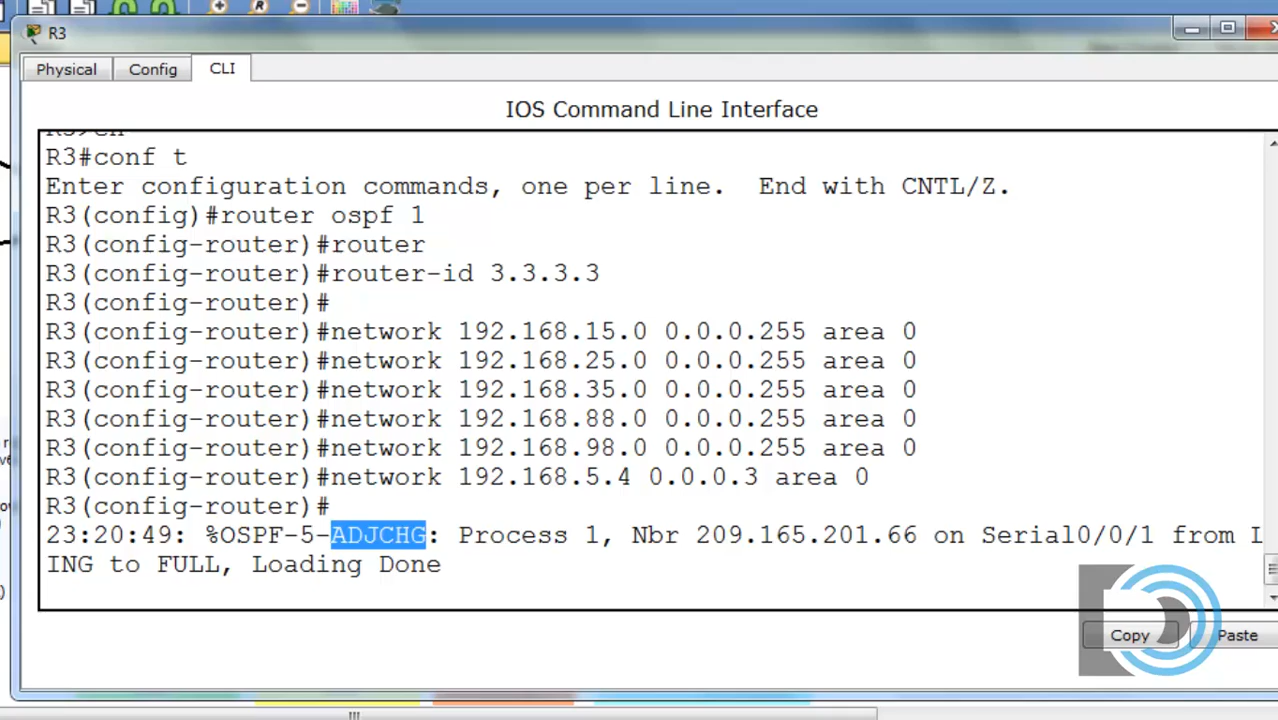 R3
Physical
Config
CLI
IOS Command Line Interface
R3#conf t
Enter configuration commands, one per line.  End with CNTL/Z.
R3(config)#router ospf 1
R3(config-router)#router
R3(config-router)#router-id 3.3.3.3
R3(config-router)#
R3(config-router)#network 192.168.15.0 0.0.0.255 area 0
R3(config-router)#network 192.168.25.0 0.0.0.255 area 0
R3(config-router)#network 192.168.35.0 0.0.0.255 area 0
R3(config-router)#network 192.168.88.0 0.0.0.255 area 0
R3(config-router)#network 192.168.98.0 0.0.0.255 area 0
R3(config-router)#network 192.168.5.4 0.0.0.3 area 0
R3(config-router)#
23:20:49: %OSPF-5-ADJCHG: Process 1, Nbr 209.165.201.66 on Serial0/0/1 from
ING to FULL, Loading Done
Copy
Paste